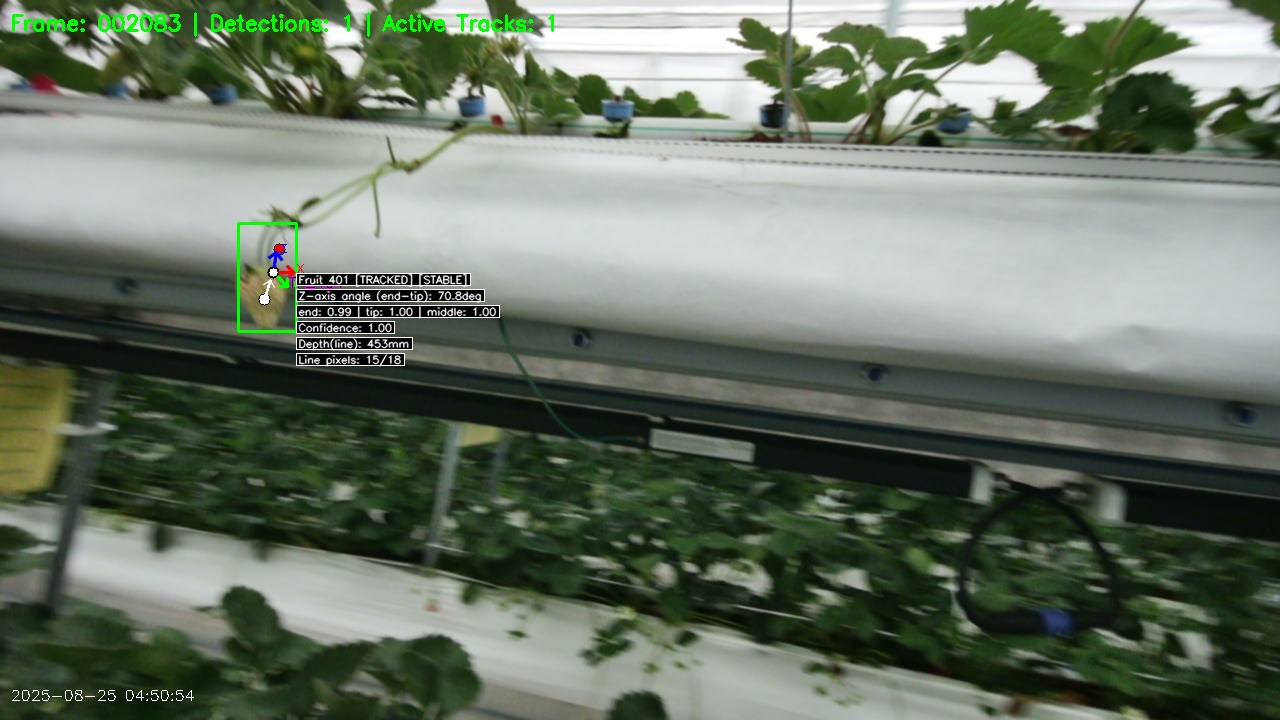 Frame: 002083 | Detections: 1 | Active Tracks: 1
Fruit 401 [TRACKED] [STABLE]
Z-axis angle (end-tip): 70.8deg
end: 0.99 | tip: 1.00 | middle: 1.00
Confidence: 1.00
Depth(line): 453mm
Line pixels: 15/18
2025-08-25 04:50:54